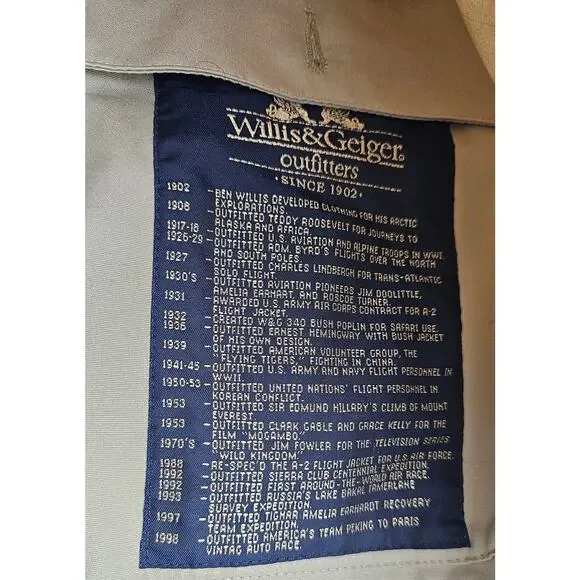 Willis & Geiger®
outfitters
• SINCE 1902 •
1902 – BEN WILLIS DEVELOPED CLOTHING FOR HIS ARCTIC
EXPLORATIONS.
1908 – OUTFITTED TEDDY ROOSEVELT FOR JOURNEYS TO
ALASKA AND AFRICA.
1917-18 – OUTFITTED U.S. AVIATION AND ALPINE TROOPS IN WWI.
1926-29 – OUTFITTED ADM. BYRD'S FLIGHTS OVER THE NORTH
AND SOUTH POLES.
1927 – OUTFITTED CHARLES LINDBERGH FOR TRANS-ATLANTIC
SOLO FLIGHT.
1930'S – OUTFITTED AVIATION PIONEERS JIM DOOLITTLE,
AMELIA EARHART, AND ROSCOE TURNER.
1931 – AWARDED U.S. ARMY AIR CORPS CONTRACT FOR A-2
FLIGHT JACKET.
1932 – CREATED W&G 340 BUSH POPLIN FOR SAFARI USE.
1936 – OUTFITTED ERNEST HEMINGWAY WITH BUSH JACKET
OF HIS OWN DESIGN.
1939 – OUTFITTED AMERICAN VOLUNTEER GROUP, THE
"FLYING TIGERS," FIGHTING IN CHINA.
1941-45 – OUTFITTED U.S. ARMY AND NAVY FLIGHT PERSONNEL IN
WWII.
1950-53 – OUTFITTED UNITED NATIONS' FLIGHT PERSONNEL IN
KOREAN CONFLICT.
1953 – OUTFITTED SIR EDMUND HILLARY'S CLIMB OF MOUNT
EVEREST.
1953 – OUTFITTED CLARK GABLE AND GRACE KELLY FOR THE
FILM "MOGAMBO."
1970'S – OUTFITTED JIM FOWLER FOR THE TELEVISION SERIES
"WILD KINGDOM."
1988 – RE-SPEC'D THE A-2 FLIGHT JACKET FOR U.S. AIR FORCE.
1992 – OUTFITTED SIERRA CLUB CENTENNIAL EXPEDITION.
1992 – OUTFITTED FIRST AROUND-THE-WORLD AIR RACE.
1993 – OUTFITTED RUSSIA'S LAKE BAKAL TAMERLANE
SUAVEY EXPEDITION.
1997 – OUTFITTED TIGHAR AMELIA EARHARDT RECOVERY
TEAM EXPEDITION.
1998 – OUTFITTED AMERICA'S TEAM PEKING TO PARIS
VINTAG AUTO RACE.